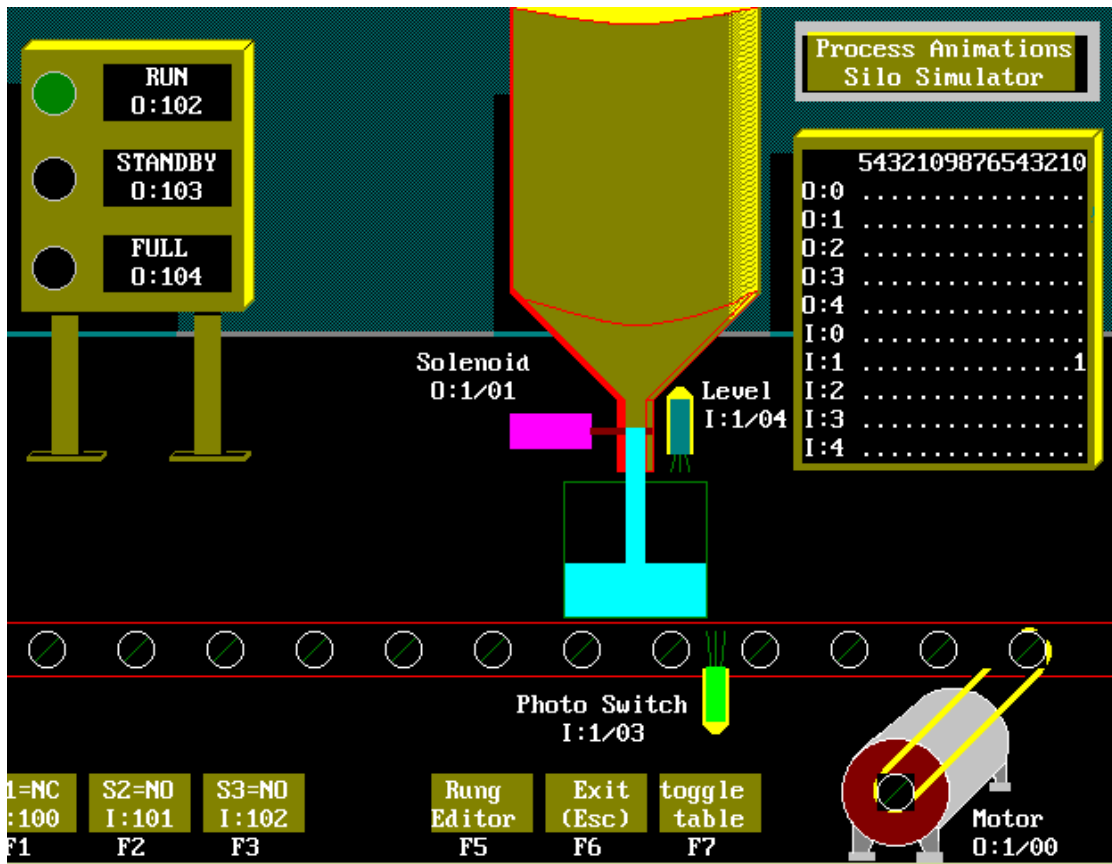 Process Animations
Silo Simulator
RUN
O:102
STANDBY
O:103
FULL
O:104
5432109876543210
O:0 ................
O:1 ................
O:2 ................
O:3 ................
O:4 ................
I:0 ................
I:1 ...............1
I:2 ................
I:3 ................
I:4 ................
Solenoid
O:1/01
Level
I:1/04
Photo Switch
I:1/03
Motor
O:1/00
1=NC
:100
F1
S2=NO
I:101
F2
S3=NO
I:102
F3
Rung
Editor
F5
Exit
(Esc)
F6
toggle
table
F7